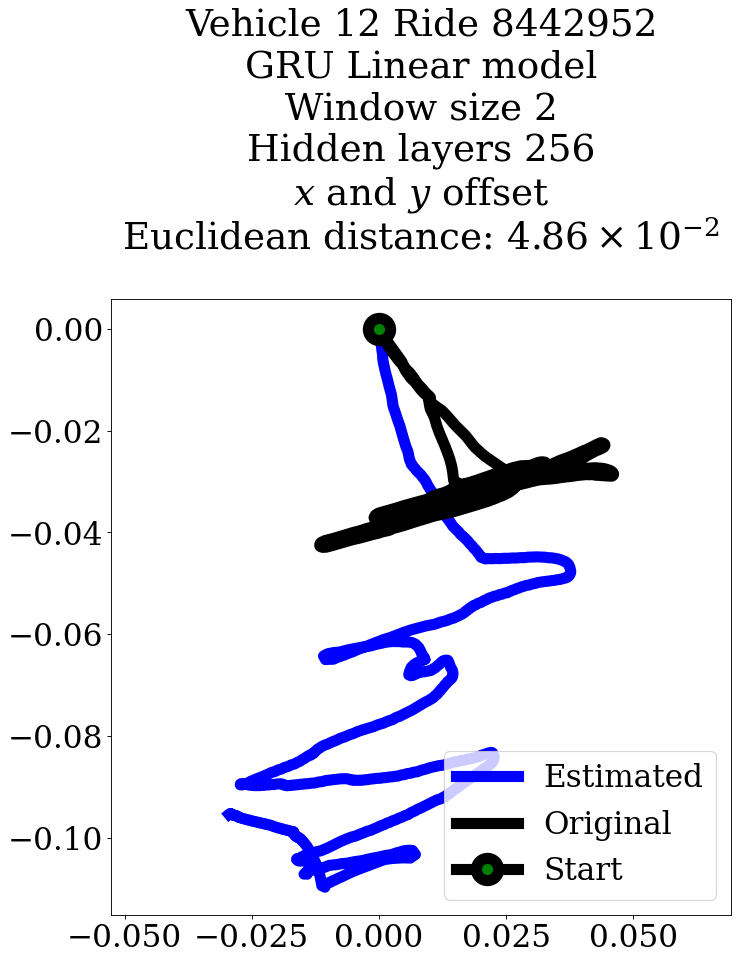 Vehicle 12 Ride 8442952
GRU Linear model
Window size 2
Hidden layers 256
x and y offset
Euclidean distance: 4.86 × 10⁻²
0.00
−0.02
−0.04
−0.06
−0.08
−0.10
Estimated
Original
Start
−0.050 −0.025 0.000 0.025 0.050